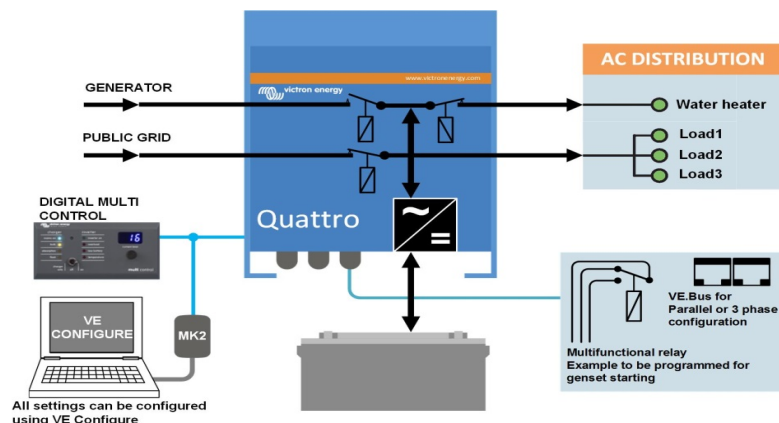 www.victronenergy.com
victron energy
GENERATOR
PUBLIC GRID
AC DISTRIBUTION
Water heater
Load1
Load2
Load3
DIGITAL MULTI
CONTROL
16
multi control
Quattro
VE
CONFIGURE
MK2
All settings can be configured
using VE Configure
VE.Bus for
Parallel or 3 phase
configuration
Multifunctional relay
Example to be programmed for
genset starting